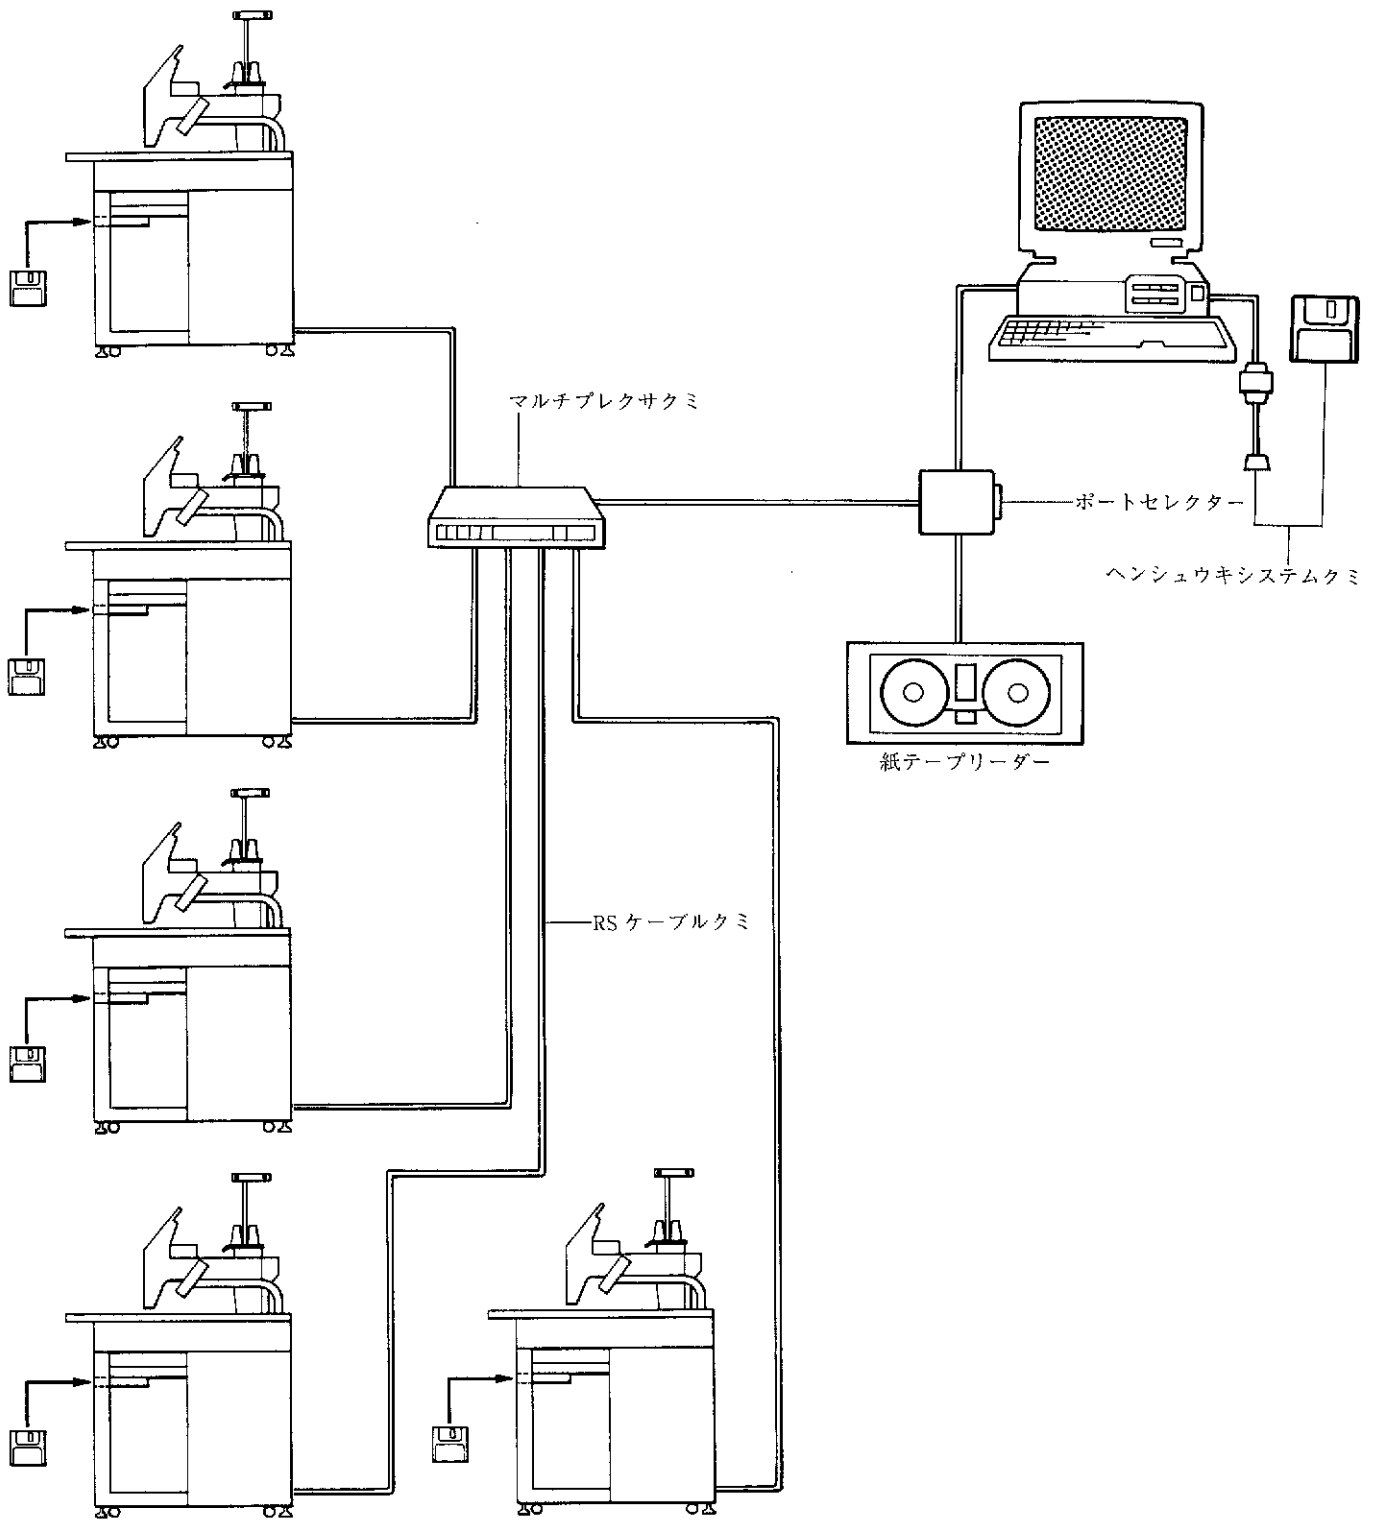 マルチプレクサクミ
ポートセレクター
ヘンシュウキシステムクミ
紙テープリーダー
RSケーブルクミ